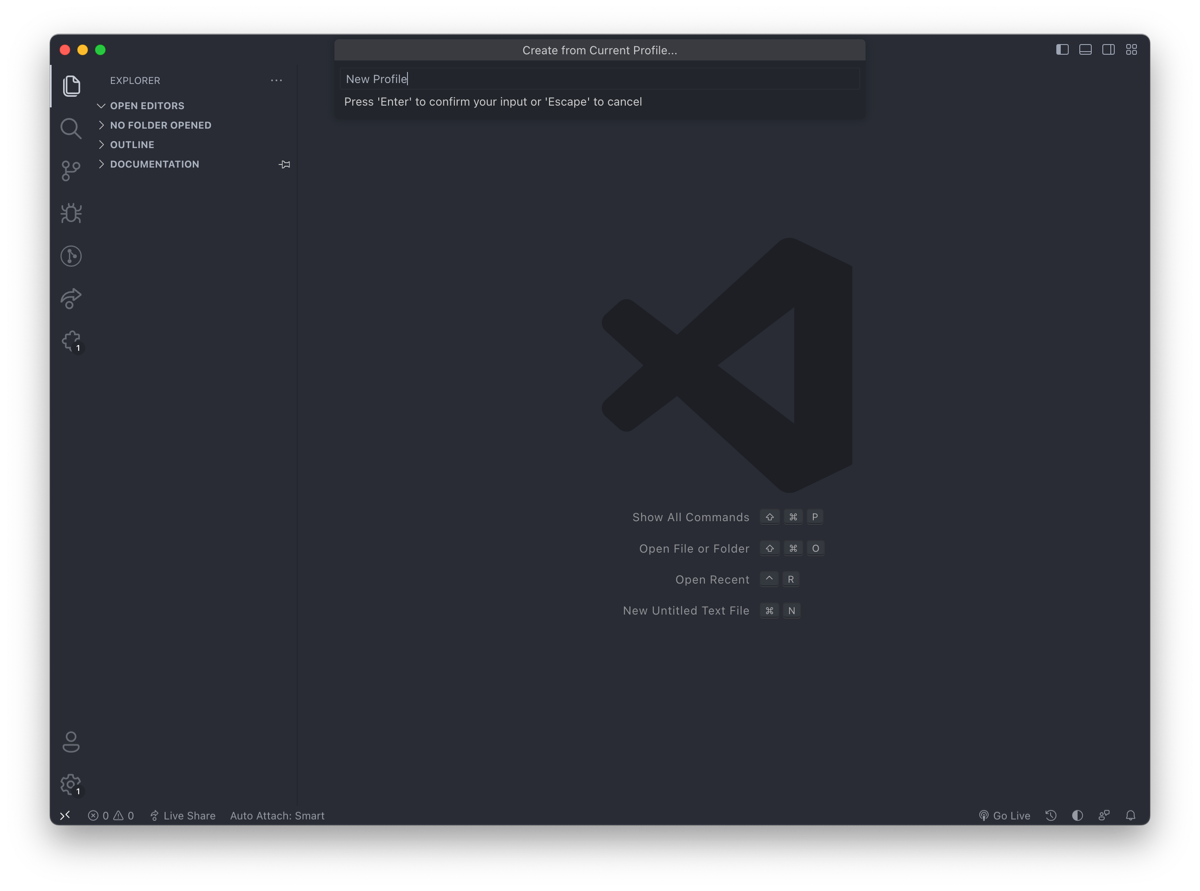 Create from Current Profile...
New Profile
Press 'Enter' to confirm your input or 'Escape' to cancel
EXPLORER
OPEN EDITORS
NO FOLDER OPENED
OUTLINE
DOCUMENTATION
1
Show All Commands ⇧ ⌘ P
Open File or Folder ⇧ ⌘ O
Open Recent ^ R
New Untitled Text File ⌘ N
1
0 0 Live Share Auto Attach: Smart Go Live